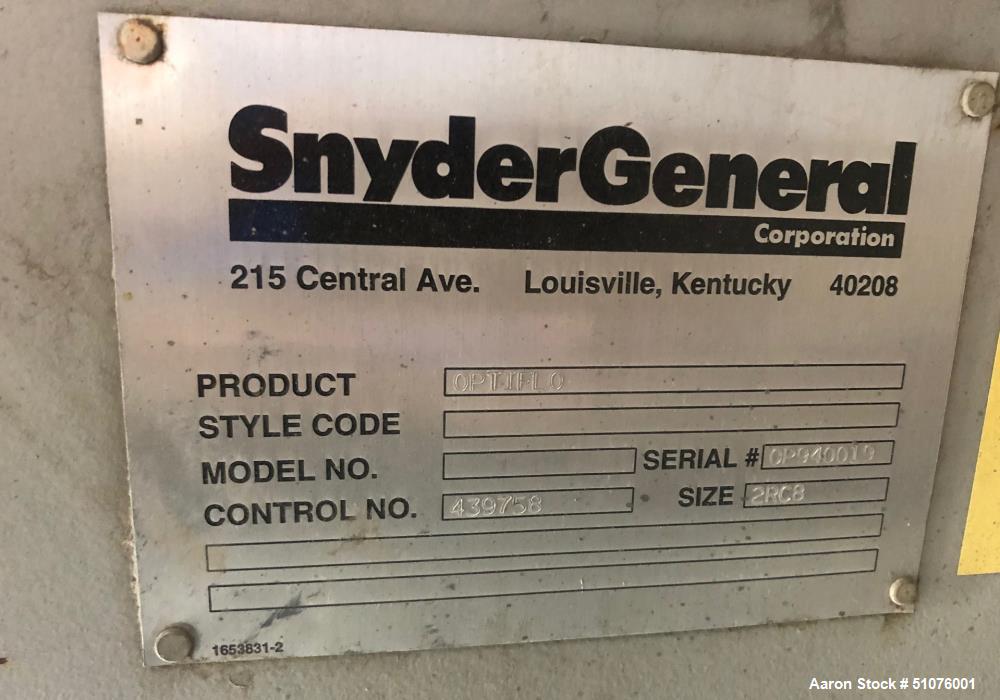 SnyderGeneral
Corporation
215 Central Ave. Louisville, Kentucky 40208
PRODUCT OPTIFLO
STYLE CODE
MODEL NO. SERIAL # OP940019
CONTROL NO. 439758 SIZE 2RC8
1653831-2
Aaron Stock # 51076001